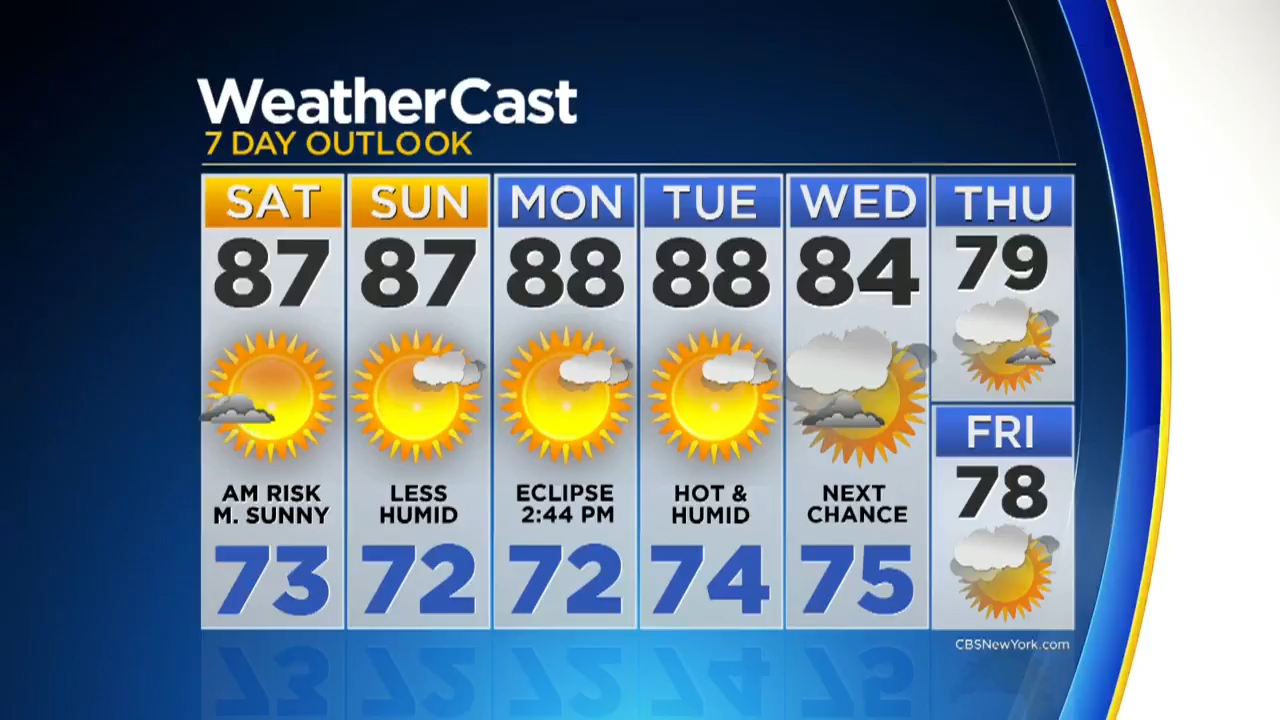 WeatherCast
7 DAY OUTLOOK
SAT
87
AM RISK
M. SUNNY
73
SUN
87
LESS
HUMID
72
MON
88
ECLIPSE
2:44 PM
72
TUE
88
HOT &
HUMID
74
WED
84
NEXT
CHANCE
75
THU
79
FRI
78
CBSNewYork.com